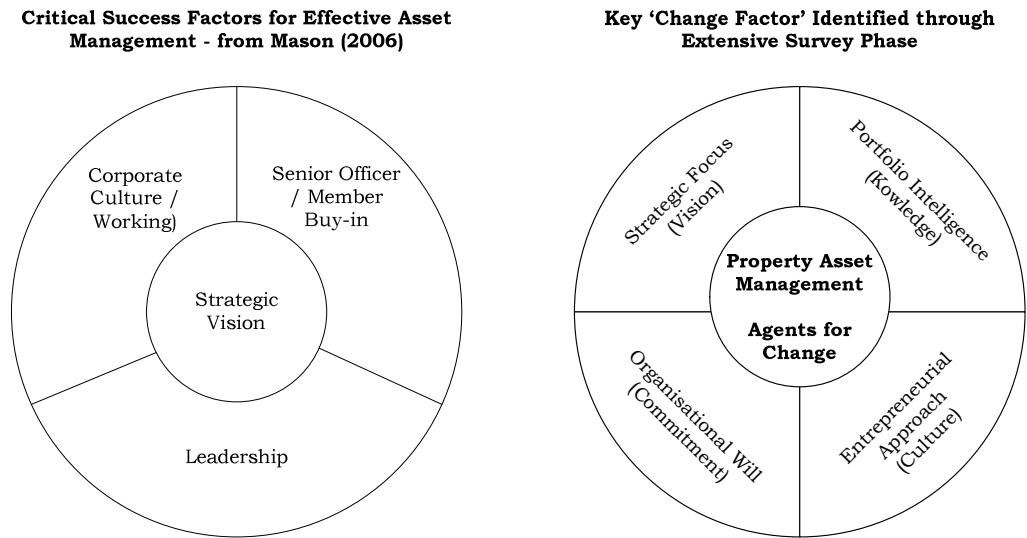 Critical Success Factors for Effective Asset
Management - from Mason (2006)
Corporate
Culture /
Working)
Senior Officer
/ Member
Buy-in
Strategic
Vision
Leadership
Key ‘Change Factor’ Identified through
Extensive Survey Phase
Strategic Focus
(Vision)
Portfolio Intelligence
(Kowledge)
Property Asset
Management
Agents for
Change
Organisational Will
(Commitment)
Entrepreneurial
Approach
(Culture)